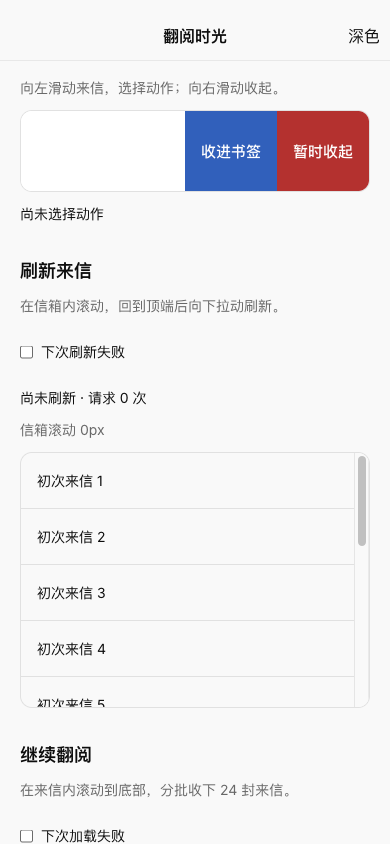 翻阅时光
深色
向左滑动来信，选择动作；向右滑动收起。
收进书签
暂时收起
尚未选择动作
刷新来信
在信箱内滚动，回到顶端后向下拉动刷新。
下次刷新失败
尚未刷新 · 请求 0 次
信箱滚动 0px
初次来信 1
初次来信 2
初次来信 3
初次来信 4
初次来信 5
继续翻阅
在来信内滚动到底部，分批收下 24 封来信。
下次加载失败